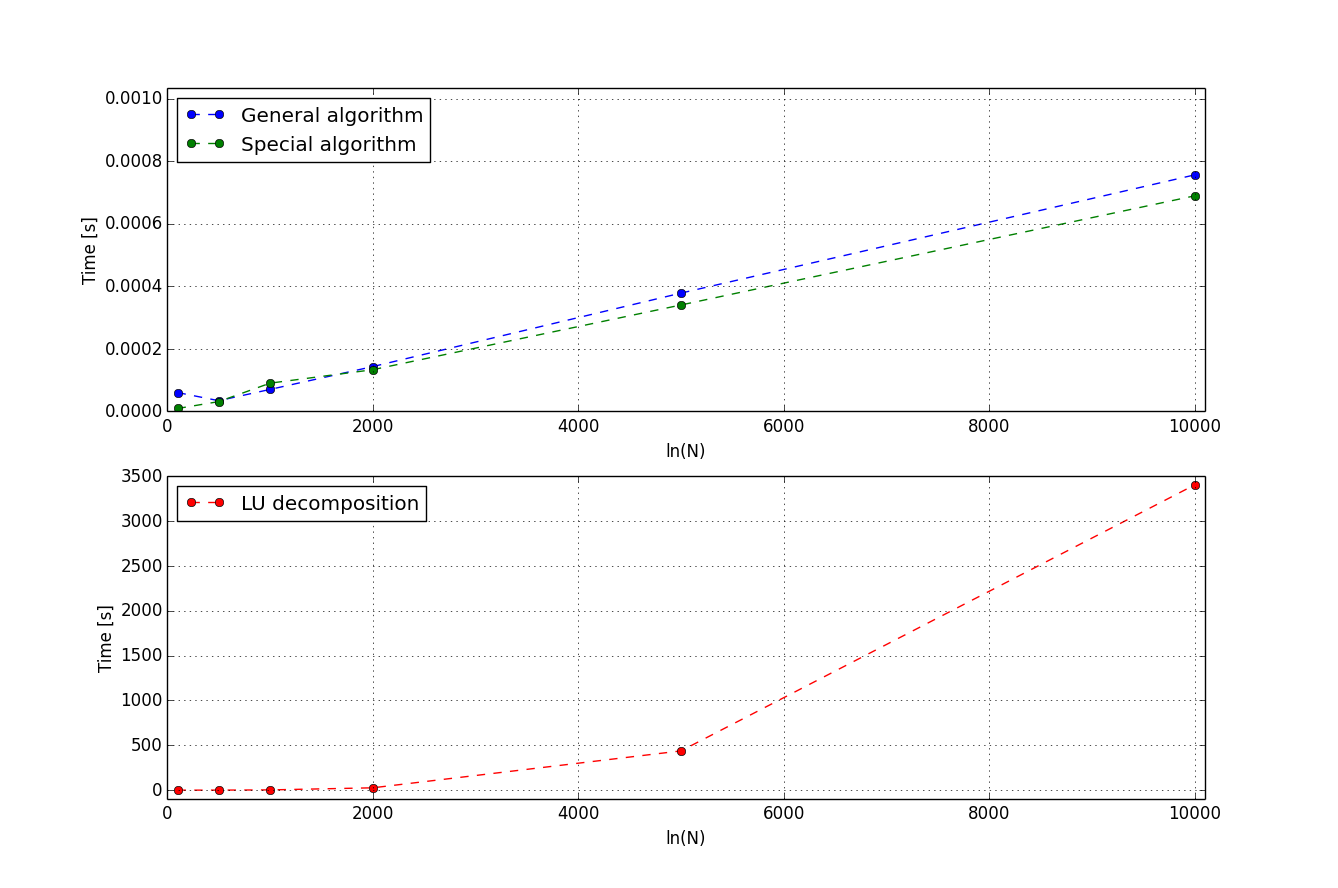 0.0010
General algorithm
Special algorithm
0.0008
0.0006
Time [s]
0.0004
0.0002
0.0000
0 2000 4000 6000 8000 10000
ln(N)
3500
LU decomposition
3000
2500
2000
Time [s]
1500
1000
500
0
0 2000 4000 6000 8000 10000
ln(N)